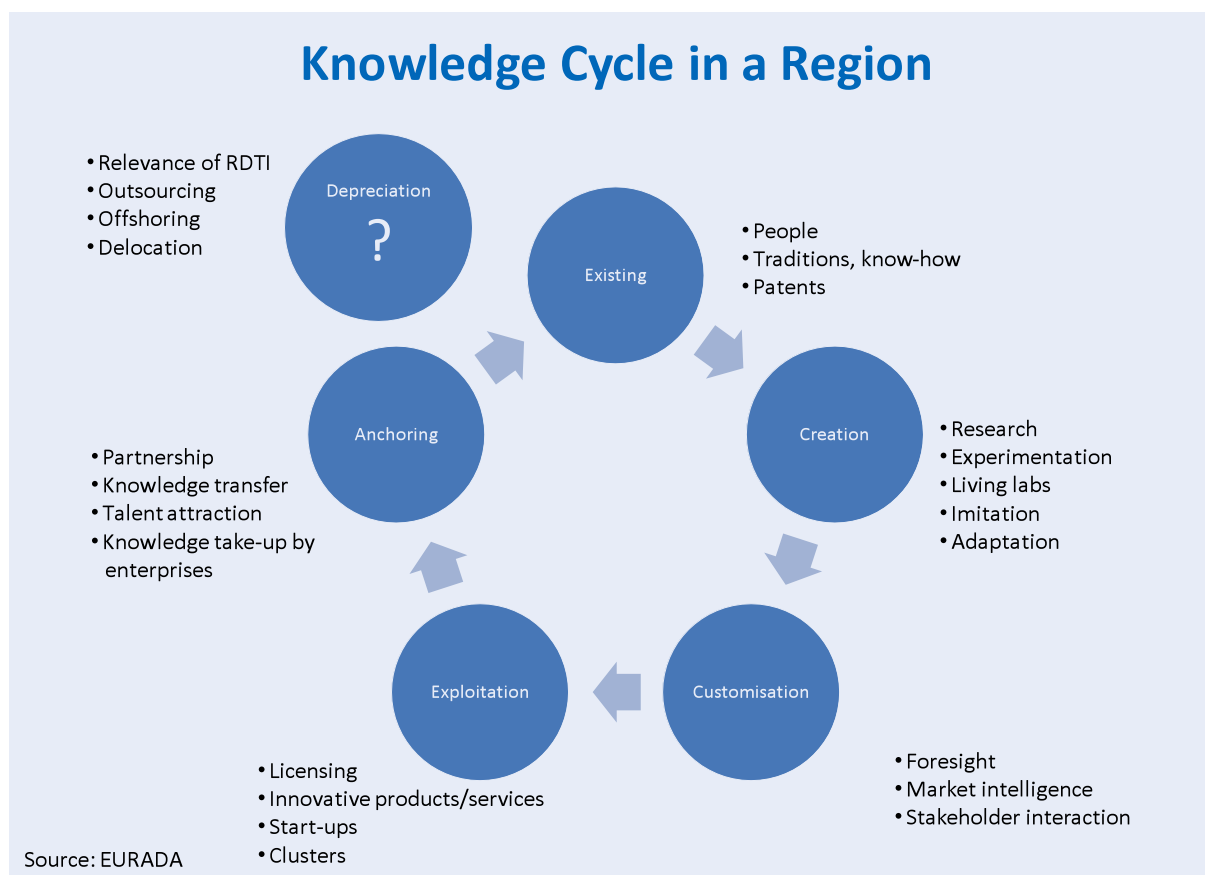 Knowledge Cycle in a Region
• Relevance of RDTI
• Outsourcing
• Offshoring
• Delocation
Depreciation
?
Existing
• People
• Traditions, know-how
• Patents
Creation
• Research
• Experimentation
• Living labs
• Imitation
• Adaptation
Customisation
• Foresight
• Market intelligence
• Stakeholder interaction
Exploitation
• Licensing
• Innovative products/services
• Start-ups
• Clusters
Anchoring
• Partnership
• Knowledge transfer
• Talent attraction
• Knowledge take-up by
enterprises
Source: EURADA